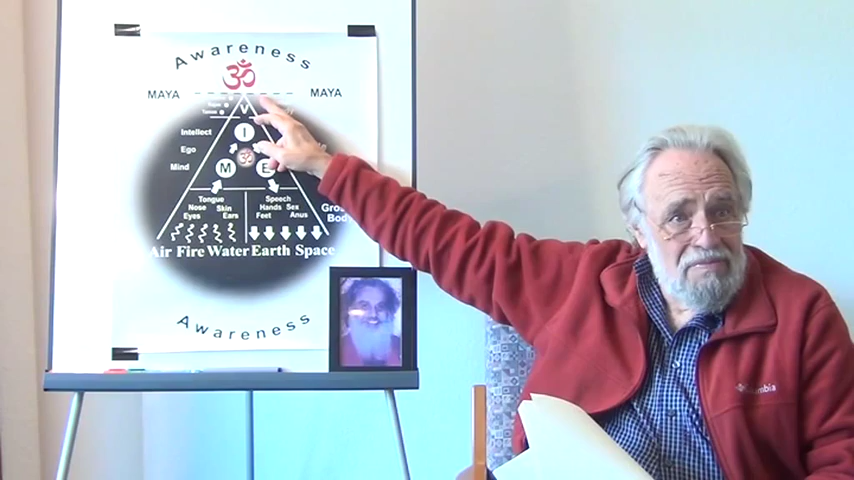 Awareness
ॐ
MAYA MAYA
V
Intellect
I
Ego
ॐ
Mind
M E
Tongue Speech
Nose Skin Hands Sex
Eyes Ears Feet Anus
Body
Air Fire Water Earth Space
Awareness
Columbia